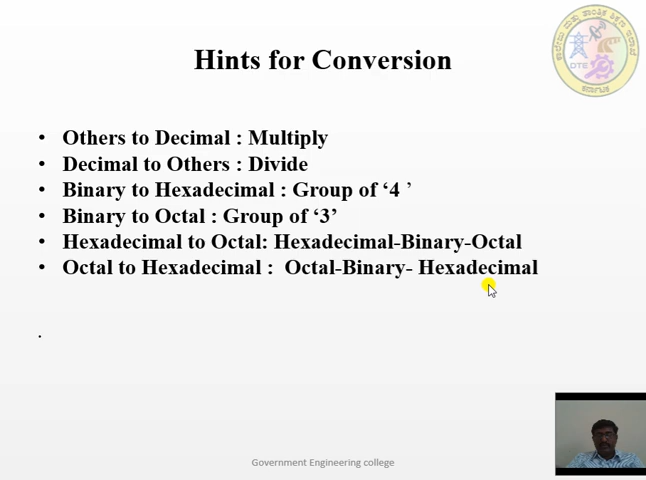 Hints for Conversion
DTE
• Others to Decimal : Multiply
• Decimal to Others : Divide
• Binary to Hexadecimal : Group of ‘4 ’
• Binary to Octal : Group of ‘3’
• Hexadecimal to Octal: Hexadecimal-Binary-Octal
• Octal to Hexadecimal :  Octal-Binary- Hexadecimal
.
Government Engineering college